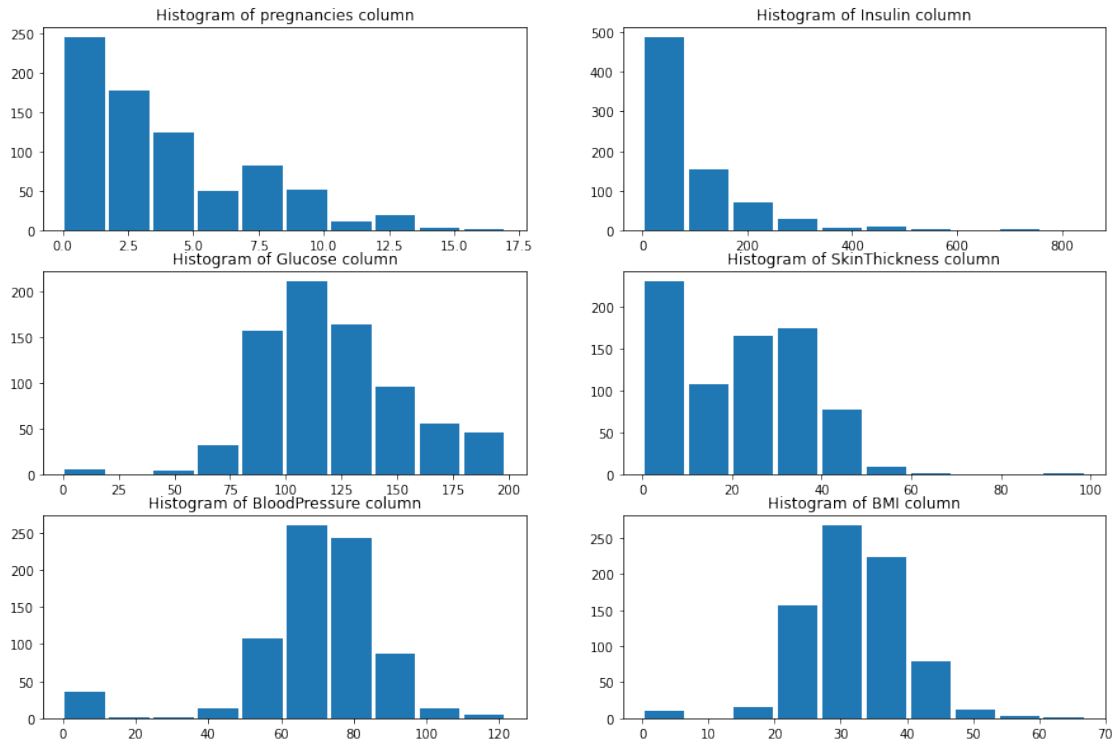 Histogram of pregnancies column
250
200
150
100
50
0
0.0 2.5 5.0 7.5 10.0 12.5 15.0 17.5
Histogram of Insulin column
500
400
300
200
100
0
0 200 400 600 800
Histogram of Glucose column
200
150
100
50
0
0 25 50 75 100 125 150 175 200
Histogram of SkinThickness column
200
150
100
50
0
0 20 40 60 80 100
Histogram of BloodPressure column
250
200
150
100
50
0
0 20 40 60 80 100 120
Histogram of BMI column
250
200
150
100
50
0
0 10 20 30 40 50 60 70